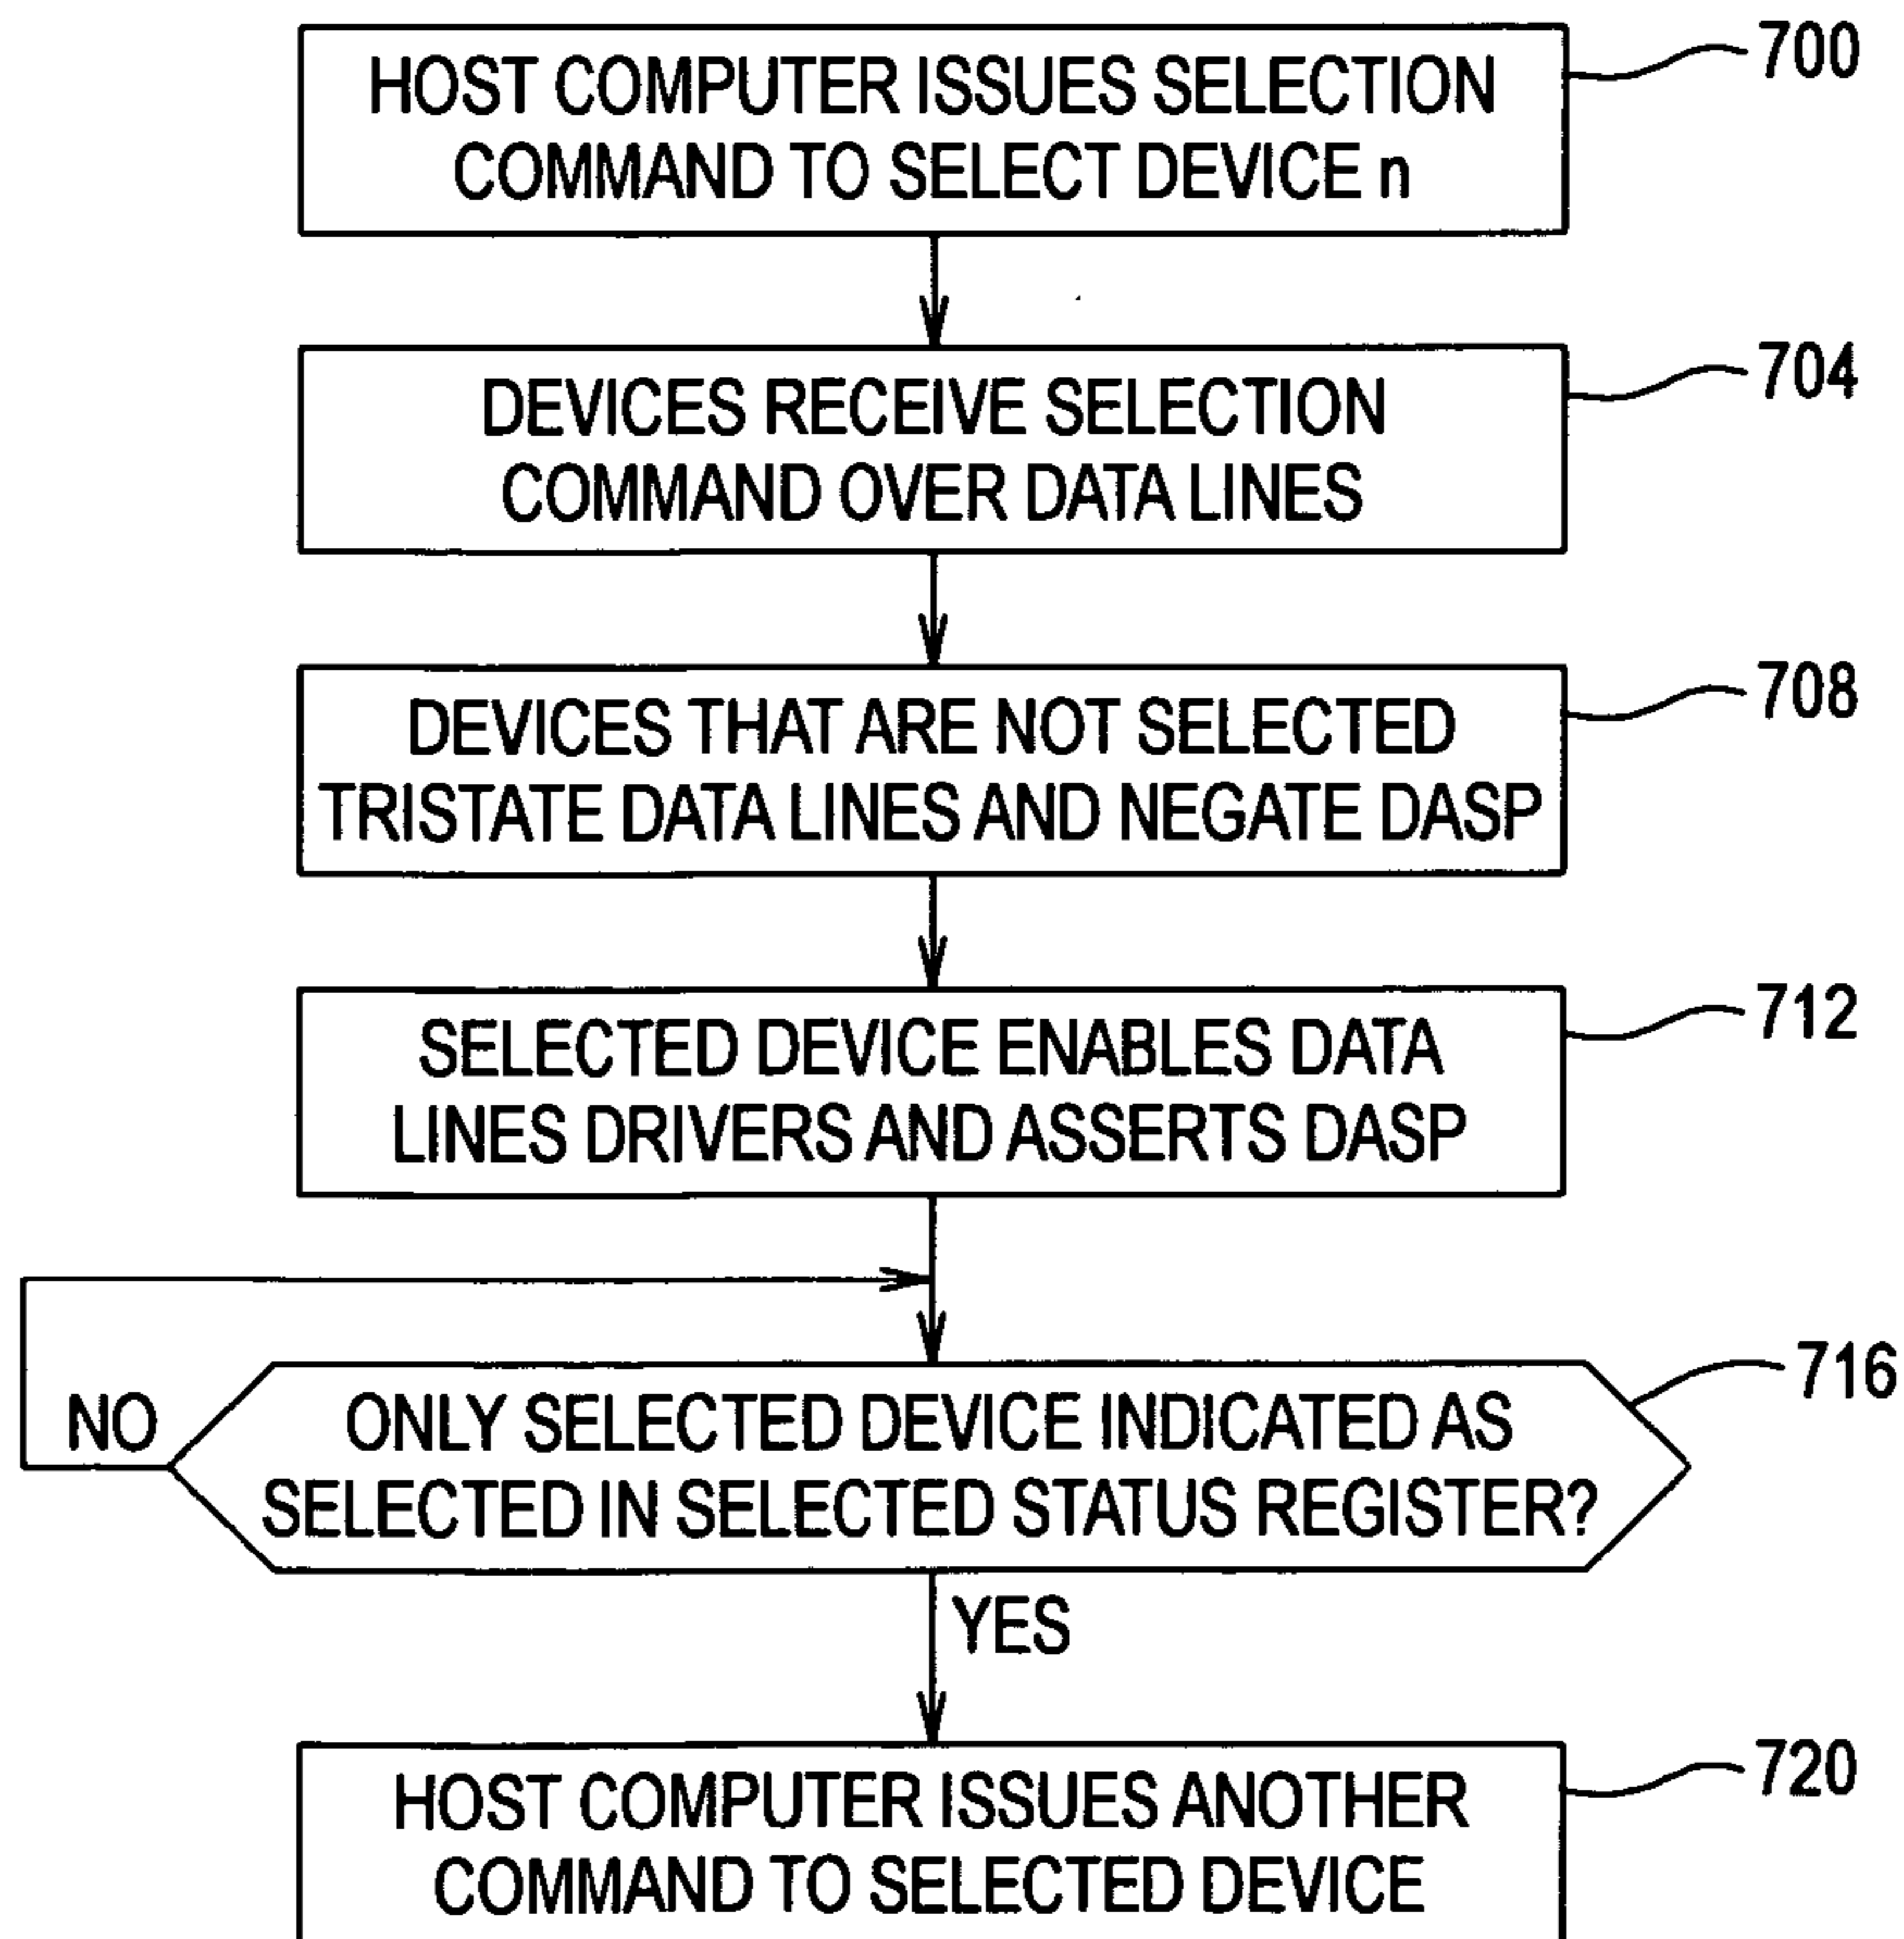 HOST COMPUTER ISSUES SELECTION
COMMAND TO SELECT DEVICE n
700
DEVICES RECEIVE SELECTION
COMMAND OVER DATA LINES
704
DEVICES THAT ARE NOT SELECTED
TRISTATE DATA LINES AND NEGATE DASP
708
SELECTED DEVICE ENABLES DATA
LINES DRIVERS AND ASSERTS DASP
712
NO
ONLY SELECTED DEVICE INDICATED AS
SELECTED IN SELECTED STATUS REGISTER?
716
YES
HOST COMPUTER ISSUES ANOTHER
COMMAND TO SELECTED DEVICE
720